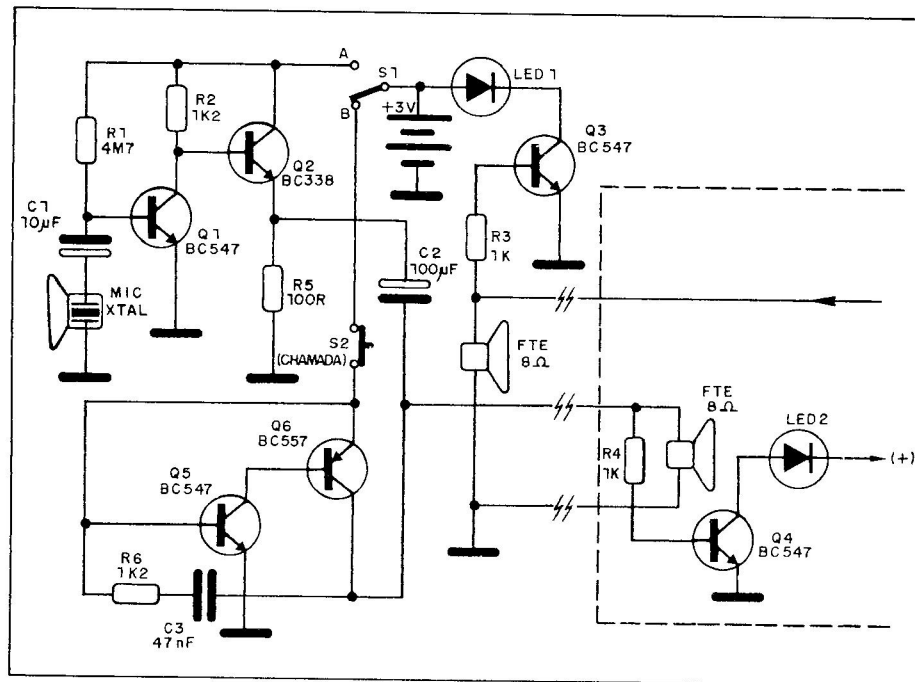 A
S1
B
+3V
LED1
R2
1K2
R1
4M7
Q2
BC338
Q3
BC547
C1
10µF
Q1
BC547
MIC
XTAL
R5
100R
C2
100µF
R3
1K
S2
(CHAMADA)
FTE
8Ω
FTE
8Ω
LED2
(+)
Q6
BC557
Q5
BC547
R4
1K
Q4
BC547
R6
1K2
C3
47nF